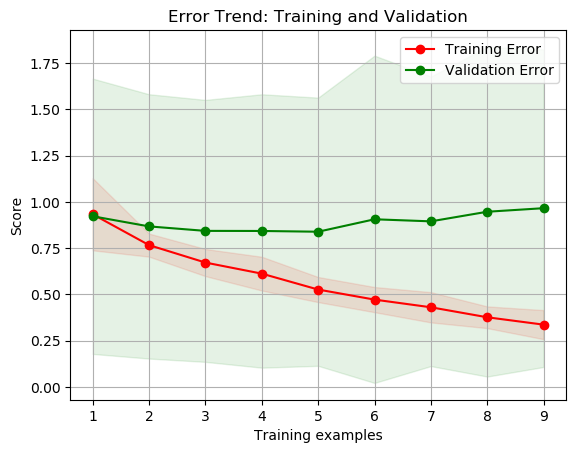 Error Trend: Training and Validation
Training Error
Validation Error
1.75
1.50
1.25
1.00
0.75
0.50
0.25
0.00
Score
1 2 3 4 5 6 7 8 9
Training examples